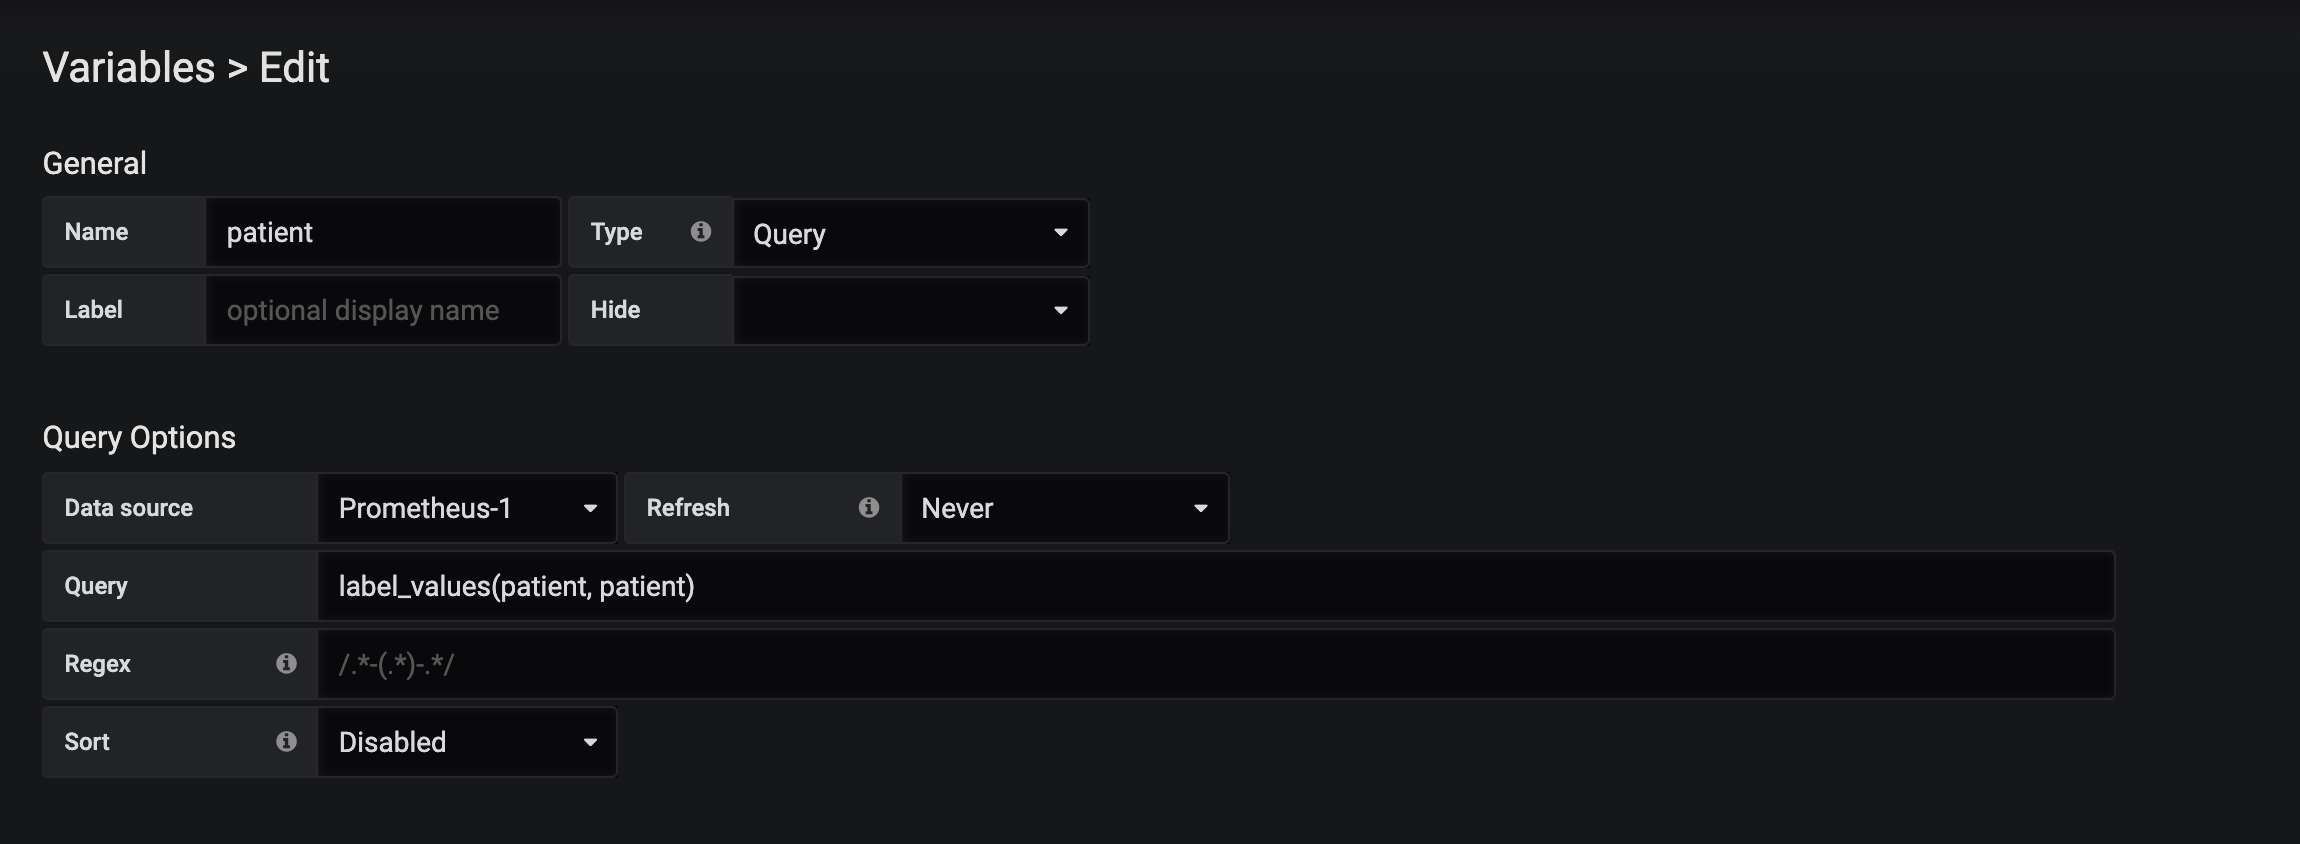 Variables > Edit
General
Name patient Type Query
Label optional display name Hide
Query Options
Data source Prometheus-1 Refresh Never
Query label_values(patient, patient)
Regex /.*-(.*)-.*/
Sort Disabled